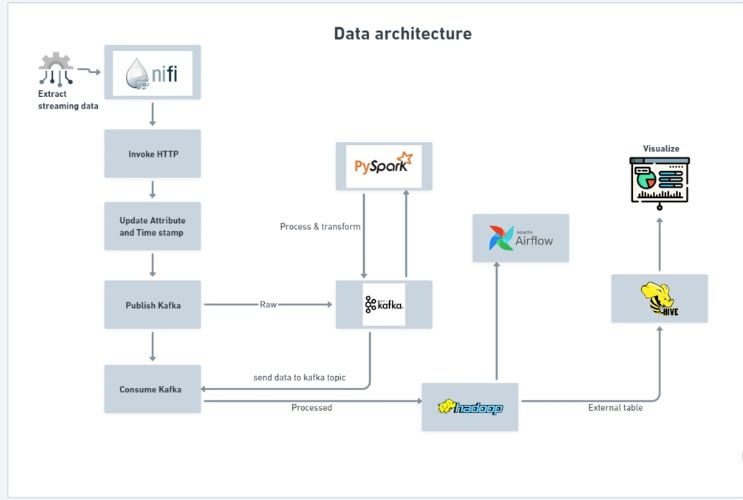 Data architecture
nifi
Extract
streaming data
Invoke HTTP
Update Attribute
and Time stamp
Publish Kafka
Consume Kafka
PySpark
Process & transform
Raw
kafka
send data to kafka topic
Processed
Apache
Airflow
hadoop
External table
Visualize
HIVE